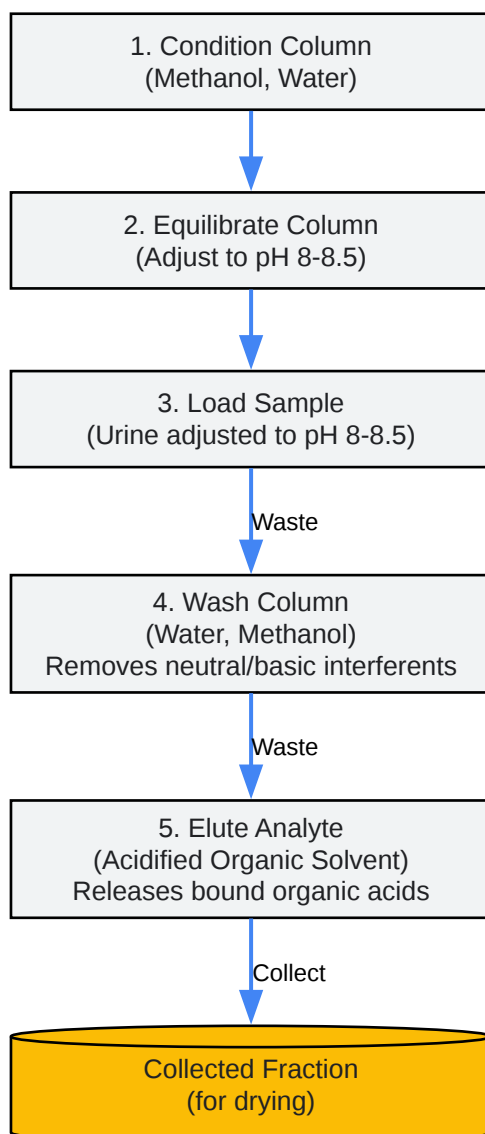 1. Condition Column
(Methanol, Water)
2. Equilibrate Column
(Adjust to pH 8-8.5)
3. Load Sample
(Urine adjusted to pH 8-8.5)
Waste
4. Wash Column
(Water, Methanol)
Removes neutral/basic interferents
Waste
5. Elute Analyte
(Acidified Organic Solvent)
Releases bound organic acids
Collect
Collected Fraction
(for drying)